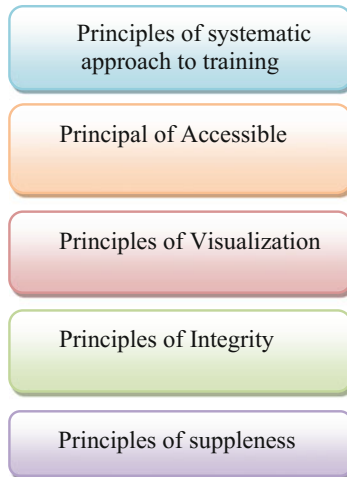 Principles of systematic
approach to training
Principal of Accessible
Principles of Visualization
Principles of Integrity
Principles of suppleness